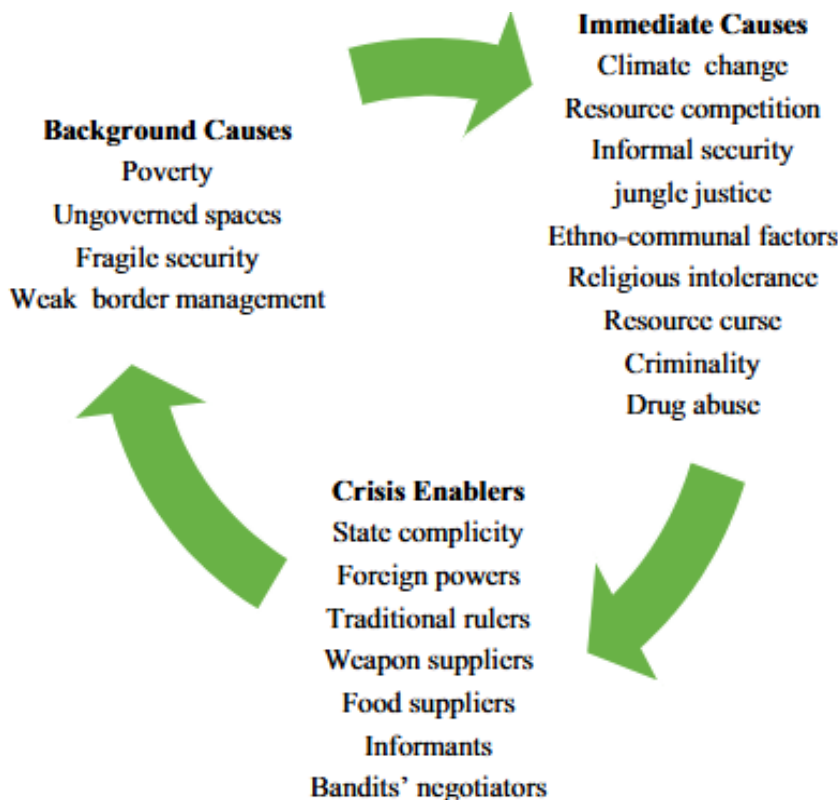 Background Causes
Poverty
Ungoverned spaces
Fragile security
Weak border management
Immediate Causes
Climate change
Resource competition
Informal security
jungle justice
Ethno-communal factors
Religious intolerance
Resource curse
Criminality
Drug abuse
Crisis Enablers
State complicity
Foreign powers
Traditional rulers
Weapon suppliers
Food suppliers
Informants
Bandits’ negotiators